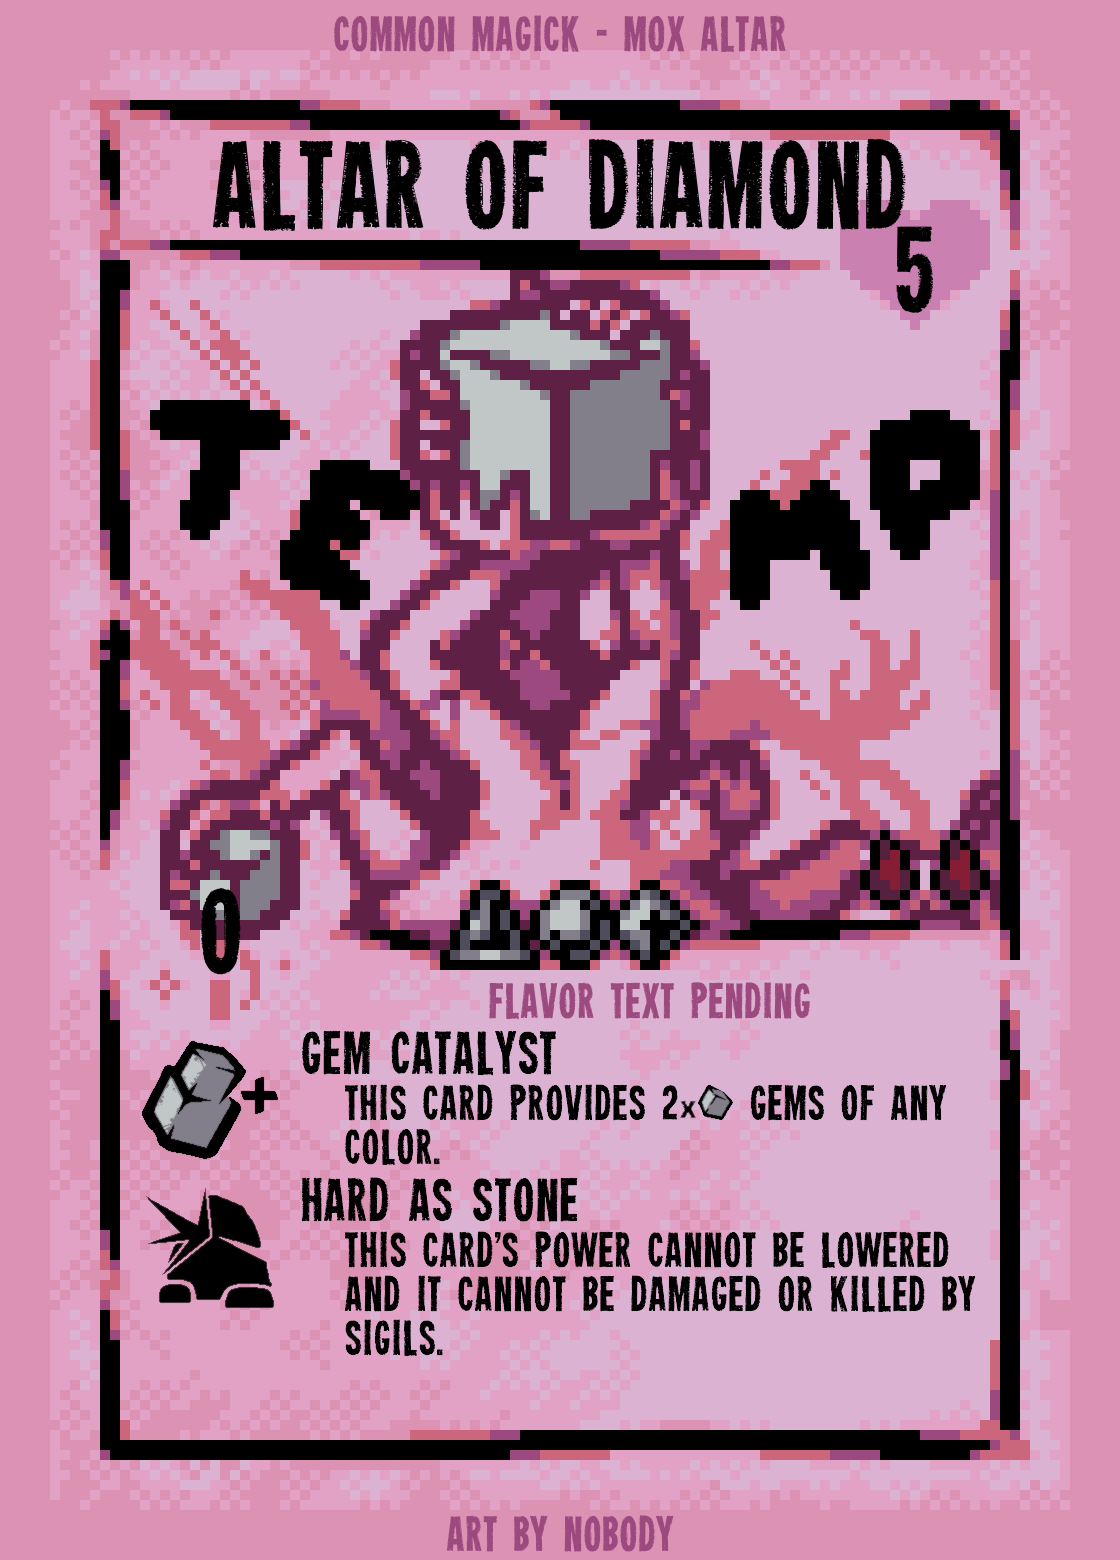 COMMON MAGICK - MOX ALTAR
ALTAR OF DIAMOND
5
TEMP
0
FLAVOR TEXT PENDING
GEM CATALYST
THIS CARD PROVIDES 2x GEMS OF ANY
COLOR.
HARD AS STONE
THIS CARD'S POWER CANNOT BE LOWERED
AND IT CANNOT BE DAMAGED OR KILLED BY
SIGILS.
ART BY NOBODY